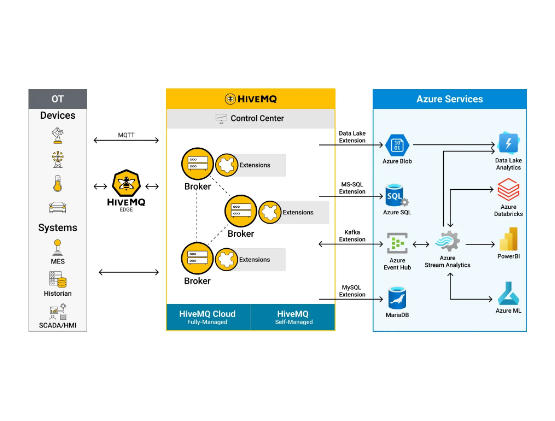 OT
Devices
Systems
MES
Historian
SCADA/HMI
MQTT
HIVEMQ
EDGE
HIVEMQ
Control Center
Extensions
Broker
Extensions
Broker
Extensions
Broker
HiveMQ Cloud
Fully-Managed
HiveMQ
Self-Managed
Data Lake
Extension
MS-SQL
Extension
Kafka
Extension
MySQL
Extension
Azure Services
10
01
Azure Blob
Data Lake
Analytics
SQL
Azure SQL
Azure
Databricks
Azure
Event Hub
Azure
Stream Analytics
PowerBI
MariaDB
Azure ML